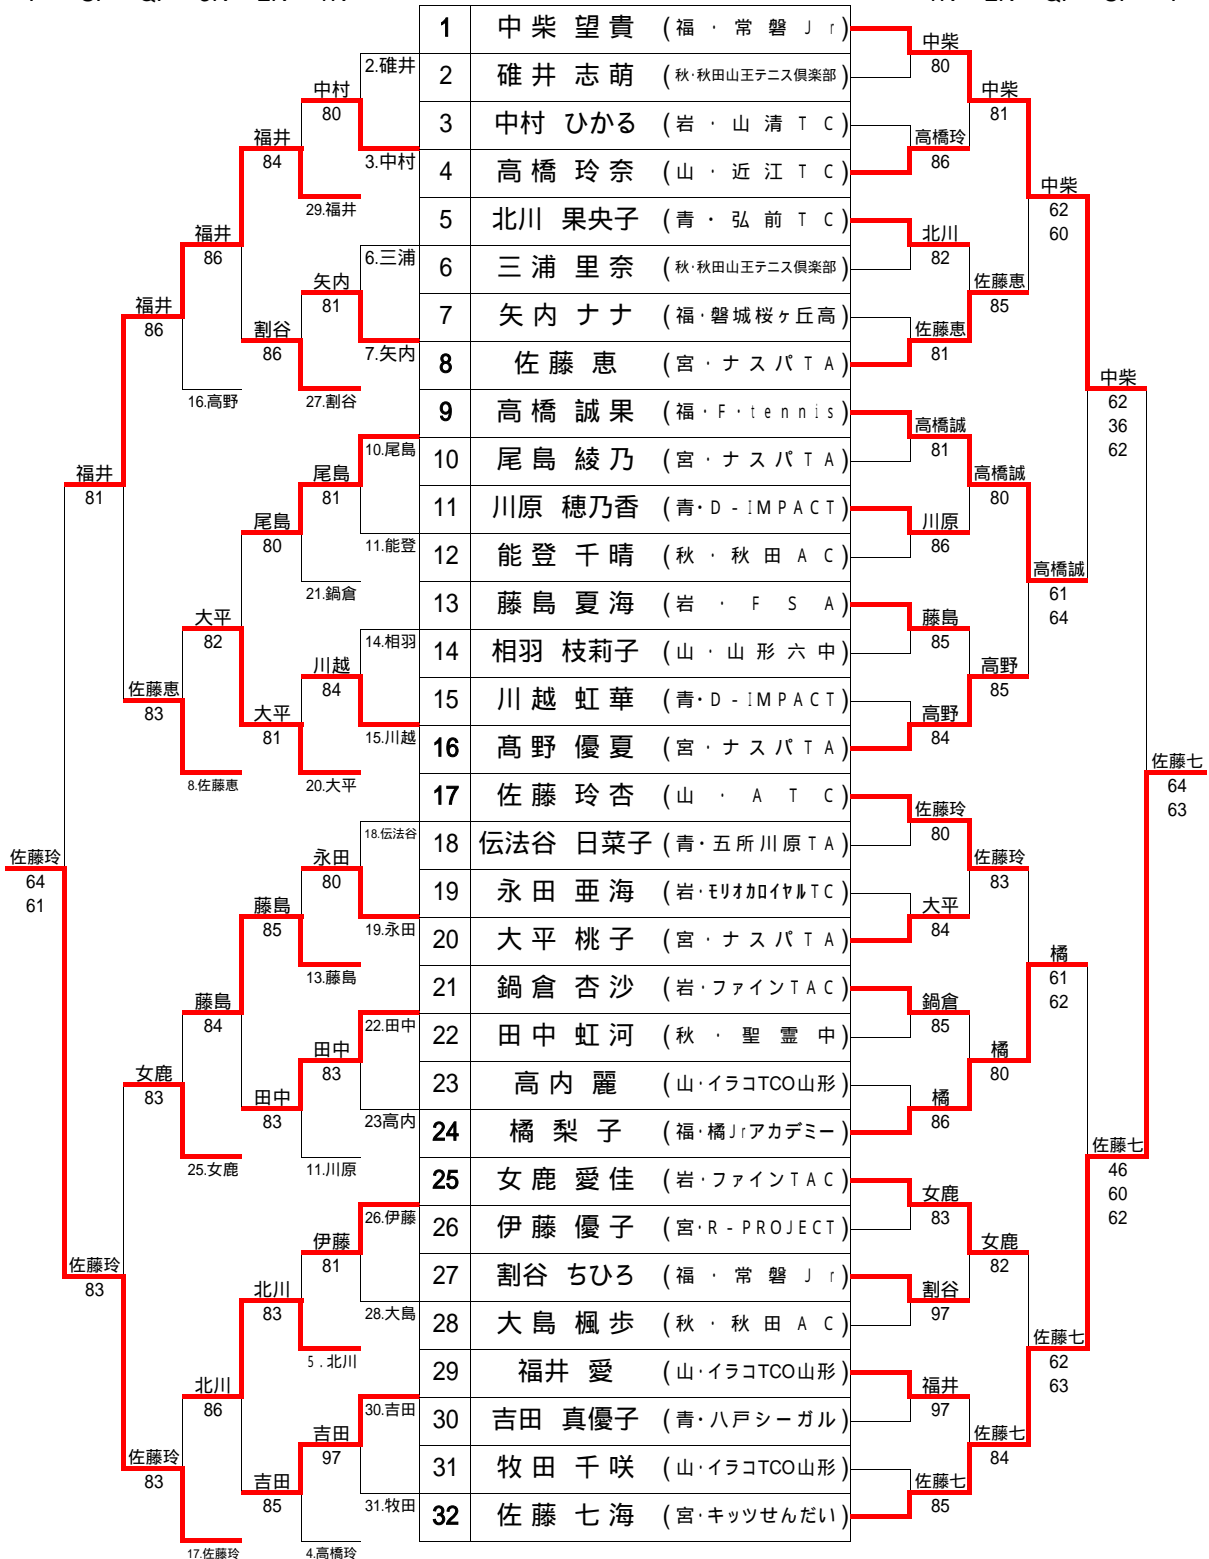 1 中柴 望貴 (福・常磐Jr)
2 碓井 志萌 (秋・秋田山王テニス倶楽部)
3 中村 ひかる (岩・山清TC)
4 高橋 玲奈 (山・近江TC)
5 北川 果央子 (青・弘前TC)
6 三浦 里奈 (秋・秋田山王テニス倶楽部)
7 矢内 ナナ (福・磐城桜ヶ丘高)
8 佐藤 恵 (宮・ナスパTA)
9 高橋 誠果 (福・F・tennis)
10 尾島 綾乃 (宮・ナスパTA)
11 川原 穂乃香 (青・D-IMPACT)
12 能登 千晴 (秋・秋田AC)
13 藤島 夏海 (岩・FSA)
14 相羽 枝莉子 (山・山形六中)
15 川越 虹華 (青・D-IMPACT)
16 髙野 優夏 (宮・ナスパTA)
17 佐藤 玲杏 (山・ATC)
18 伝法谷 日菜子 (青・五所川原TA)
19 永田 亜海 (岩・モリオカロイヤルTC)
20 大平 桃子 (宮・ナスパTA)
21 鍋倉 杏沙 (岩・ファインTAC)
22 田中 虹河 (秋・聖霊中)
23 高内 麗 (山・イラコTCO山形)
24 橘 梨子 (福・橘Jrアカデミー)
25 女鹿 愛佳 (岩・ファインTAC)
26 伊藤 優子 (宮・R-PROJECT)
27 割谷 ちひろ (福・常磐Jr)
28 大島 楓歩 (秋・秋田AC)
29 福井 愛 (山・イラコTCO山形)
30 吉田 真優子 (青・八戸シーガル)
31 牧田 千咲 (山・イラコTCO山形)
32 佐藤 七海 (宮・キッツせんだい)
中柴
80
高橋玲
86
北川
82
佐藤恵
81
高橋誠
81
川原
86
藤島
85
高野
84
佐藤玲
80
大平
84
鍋倉
85
橘
86
女鹿
83
割谷
97
福井
97
佐藤七
85
中柴
81
佐藤恵
85
高橋誠
80
高野
85
佐藤玲
83
橘
80
女鹿
82
佐藤七
84
中柴
62
60
高橋誠
61
64
橘
61
62
佐藤七
62
63
中柴
62
36
62
佐藤七
46
60
62
佐藤七
64
63
2.碓井
3.中村
6.三浦
7.矢内
10.尾島
11.能登
14.相羽
15.川越
18.伝法谷
19.永田
22.田中
23高内
26.伊藤
28.大島
30.吉田
31.牧田
中村
80
29.福井
矢内
81
27.割谷
尾島
81
21.鍋倉
川越
84
20.大平
永田
80
13.藤島
田中
83
11.川原
伊藤
81
5.北川
吉田
97
4.高橋玲
福井
84
割谷
86
尾島
80
大平
81
藤島
85
田中
83
北川
83
吉田
85
福井
86
16.高野
大平
82
8.佐藤恵
藤島
84
25.女鹿
北川
86
17.佐藤玲
福井
86
佐藤恵
83
女鹿
83
佐藤玲
83
福井
81
佐藤玲
83
佐藤玲
64
61